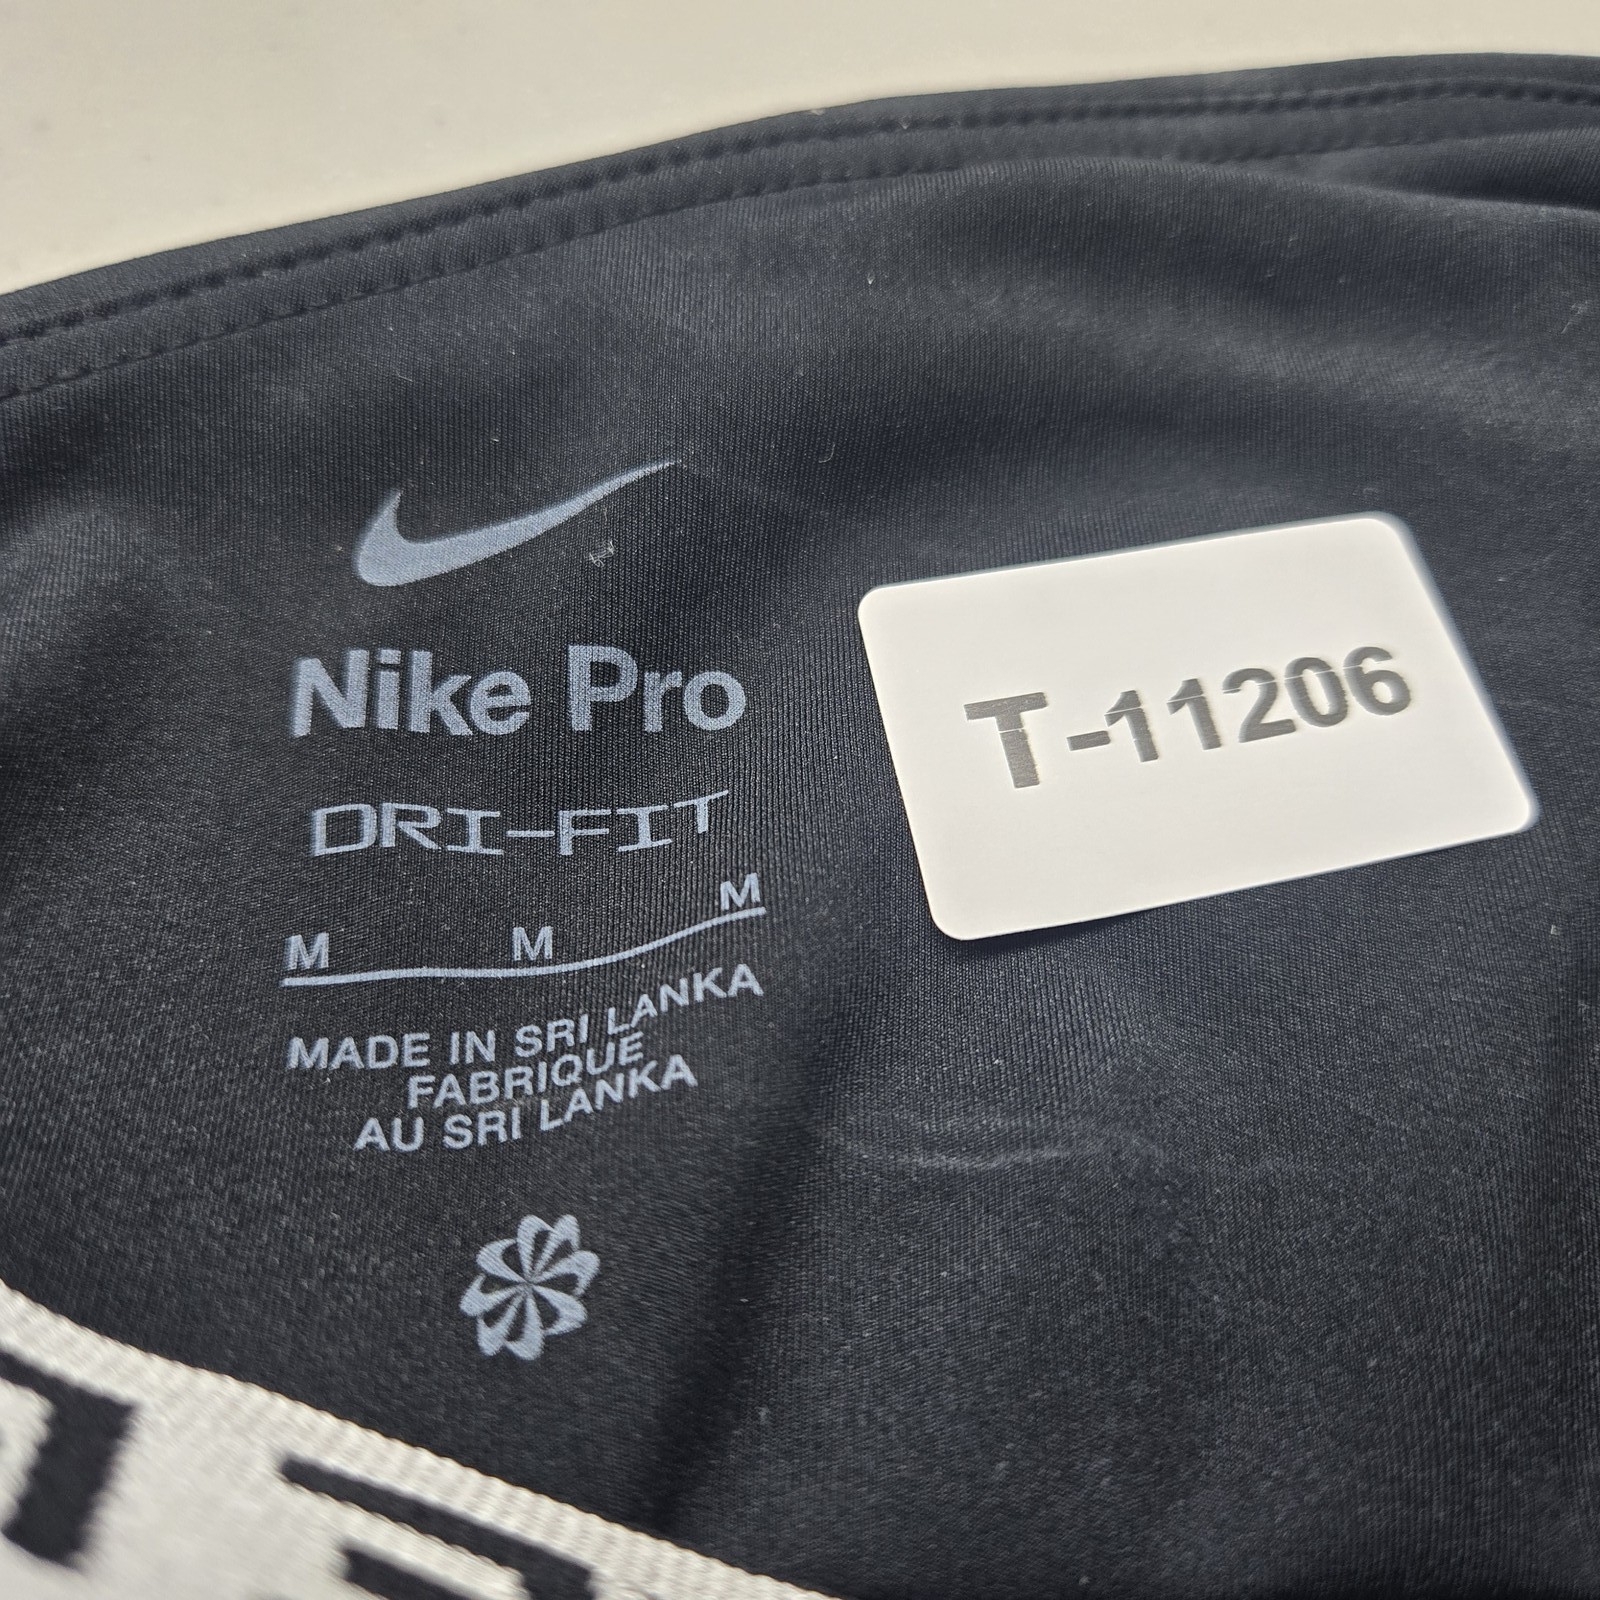 Nike Pro
DRI-FIT
M M M
MADE IN SRI LANKA
FABRIQUE
AU SRI LANKA
T-11206